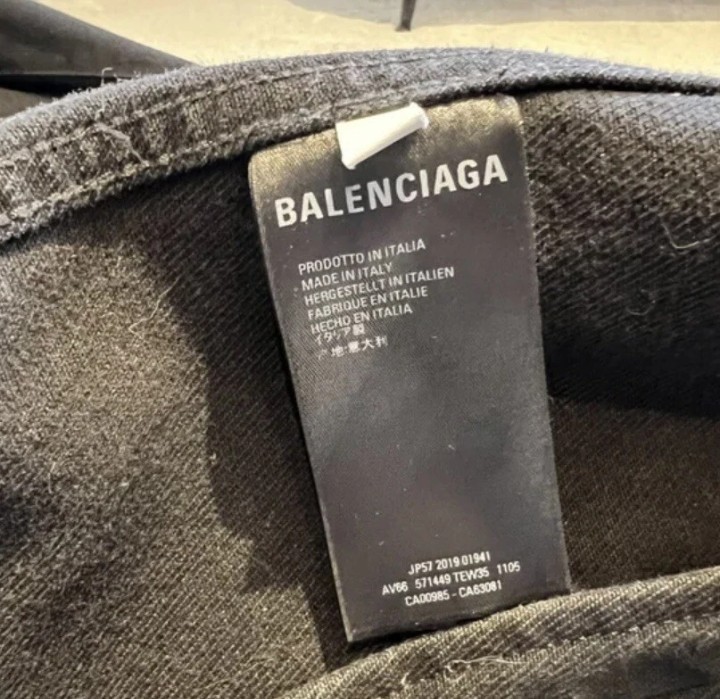 BALENCIAGA
PRODOTTO IN ITALIA
MADE IN ITALY
HERGESTELLT IN ITALIEN
FABRIQUE EN ITALIE
HECHO EN ITALIA
イタリア製
产地:意大利
JP57 2019 01941
AV66 571449 TEW35 1105
CA00985 - CA63081